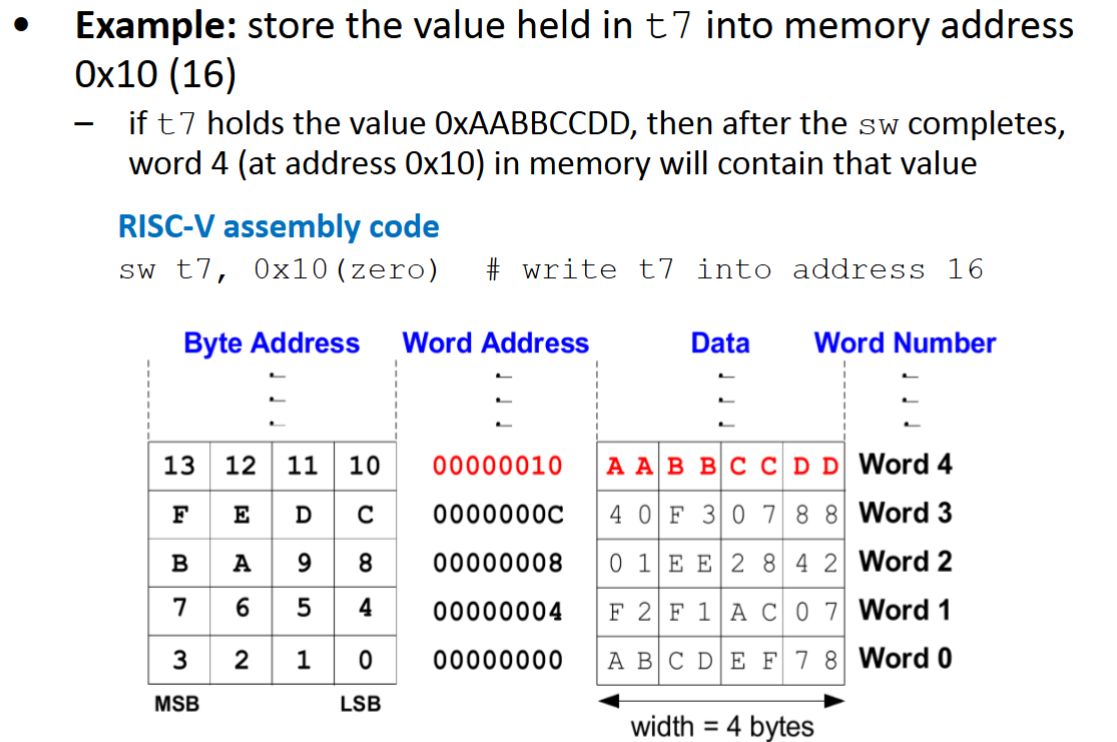 • Example: store the value held in t7 into memory address
0x10 (16)
– if t7 holds the value 0xAABBCCDD, then after the sw completes,
word 4 (at address 0x10) in memory will contain that value
RISC-V assembly code
sw t7, 0x10(zero)  # write t7 into address 16
Byte Address Word Address Data Word Number
13 12 11 10 00000010 A A B B C C D D Word 4
F E D C 0000000C 4 0 F 3 0 7 8 8 Word 3
B A 9 8 00000008 0 1 E E 2 8 4 2 Word 2
7 6 5 4 00000004 F 2 F 1 A C 0 7 Word 1
3 2 1 0 00000000 A B C D E F 7 8 Word 0
MSB LSB
width = 4 bytes